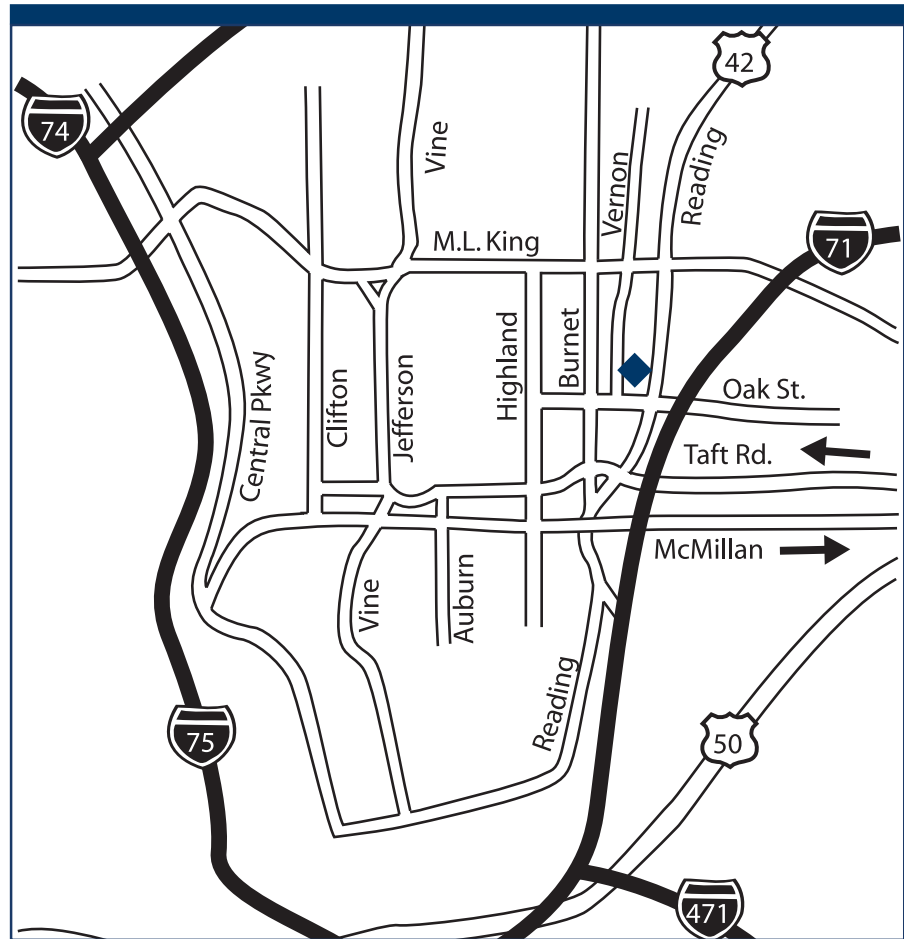 42
74
Vine
Vernon
Reading
M.L. King
71
Highland
Burnet
Central Pkwy
Clifton
Jefferson
Oak St.
Taft Rd.
McMillan
Vine
Auburn
Reading
75
50
471